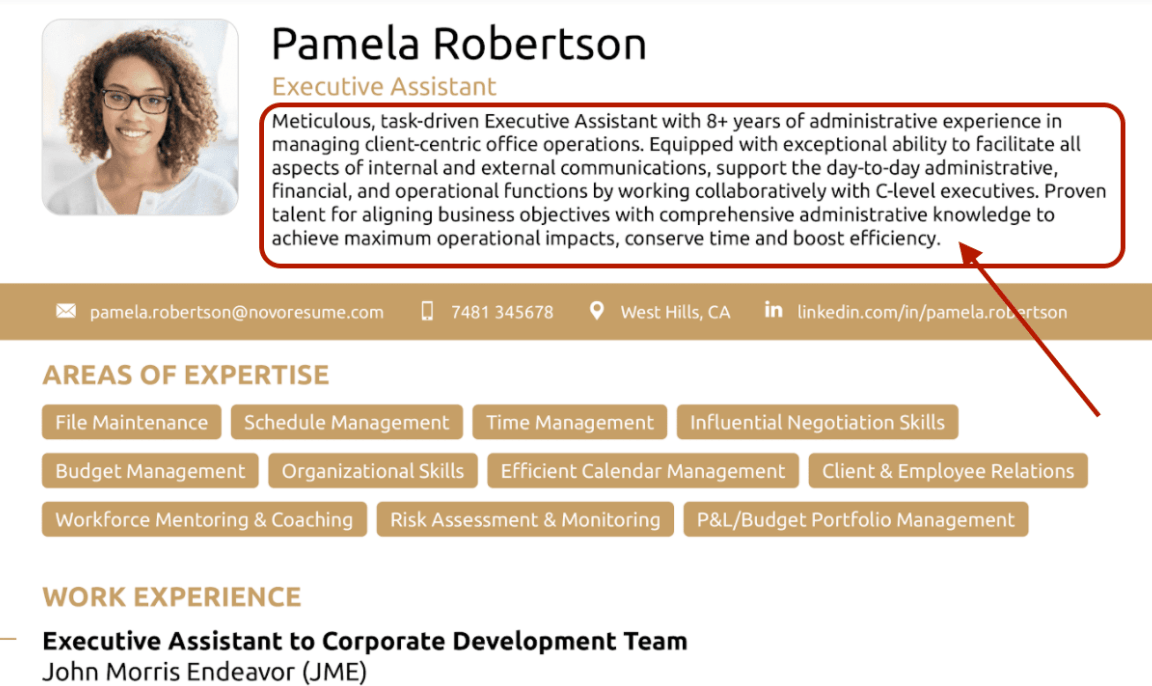 Pamela Robertson
Executive Assistant
Meticulous, task-driven Executive Assistant with 8+ years of administrative experience in
managing client-centric office operations. Equipped with exceptional ability to facilitate all
aspects of internal and external communications, support the day-to-day administrative,
financial, and operational functions by working collaboratively with C-level executives. Proven
talent for aligning business objectives with comprehensive administrative knowledge to
achieve maximum operational impacts, conserve time and boost efficiency.
pamela.robertson@novoresume.com 7481 345678 West Hills, CA in linkedin.com/in/pamela.robertson
AREAS OF EXPERTISE
File Maintenance Schedule Management Time Management Influential Negotiation Skills
Budget Management Organizational Skills Efficient Calendar Management Client & Employee Relations
Workforce Mentoring & Coaching Risk Assessment & Monitoring P&L/Budget Portfolio Management
WORK EXPERIENCE
Executive Assistant to Corporate Development Team
John Morris Endeavor (JME)